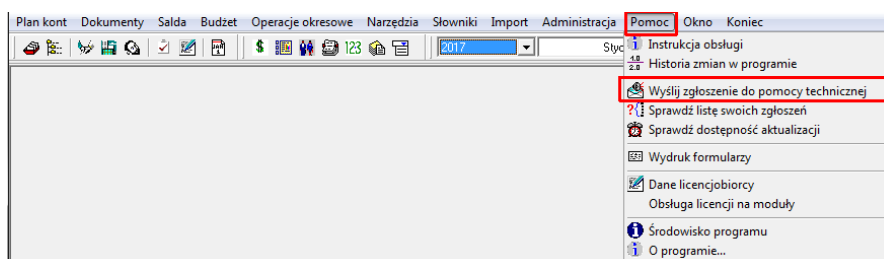 Plan kont Dokumenty Salda Budżet Operacje okresowe Narzędzia Słowniki Import Administracja Pomoc Okno Koniec
123 2017 Styc
Instrukcja obsługi
Historia zmian w programie
Wyślij zgłoszenie do pomocy technicznej
Sprawdź listę swoich zgłoszeń
Sprawdź dostępność aktualizacji
Wydruk formularzy
Dane licencjobiorcy
Obsługa licencji na moduły
Środowisko programu
O programie...